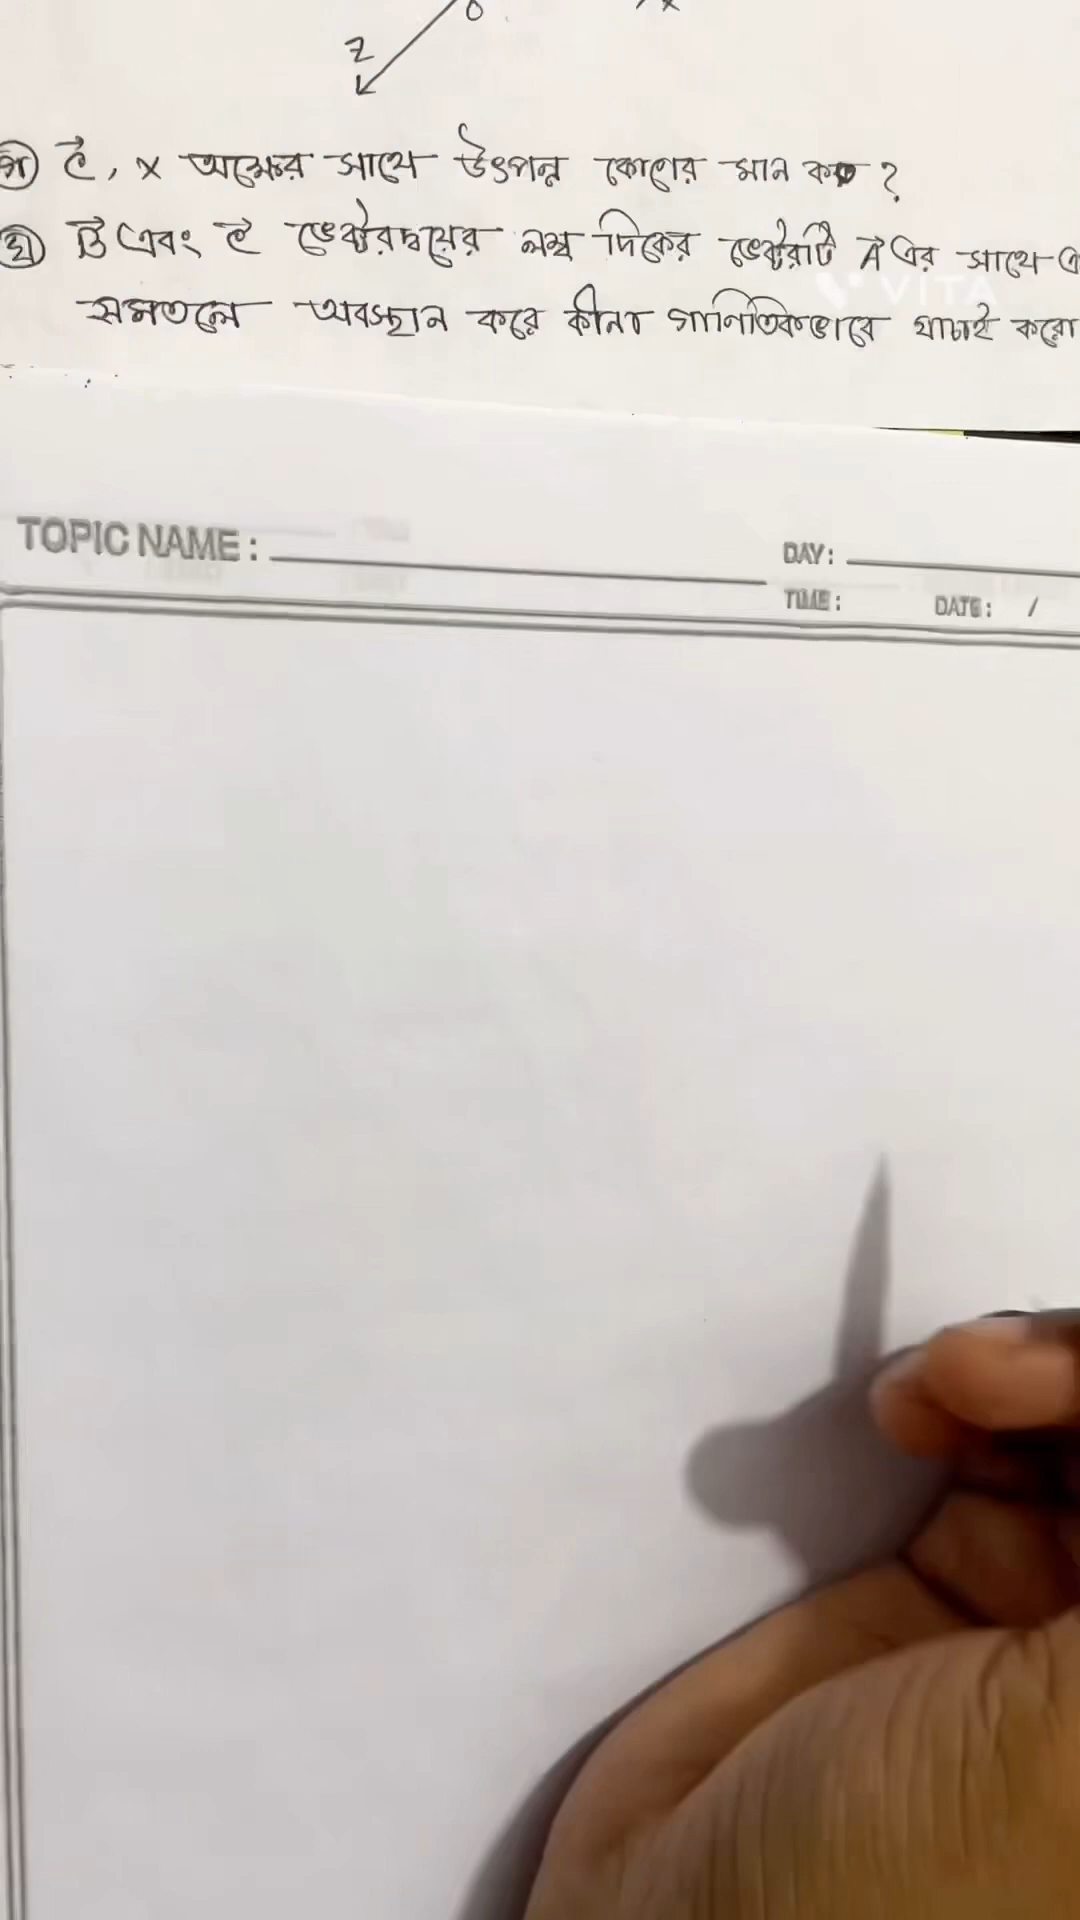 O
x
Z
গ) C, x অক্ষের সাথে উৎপন্ন কোণের মান কত ?
ঘ) B এবং C ভেক্টরদ্বয়ের লম্ব দিকের ভেক্টরটি A এর সাথে এ
VITA
সমতলে অবস্থান করে কীনা গাণিতিকভাবে যাচাই করো
TOPIC NAME :
DAY :
TIME :
DATE : /